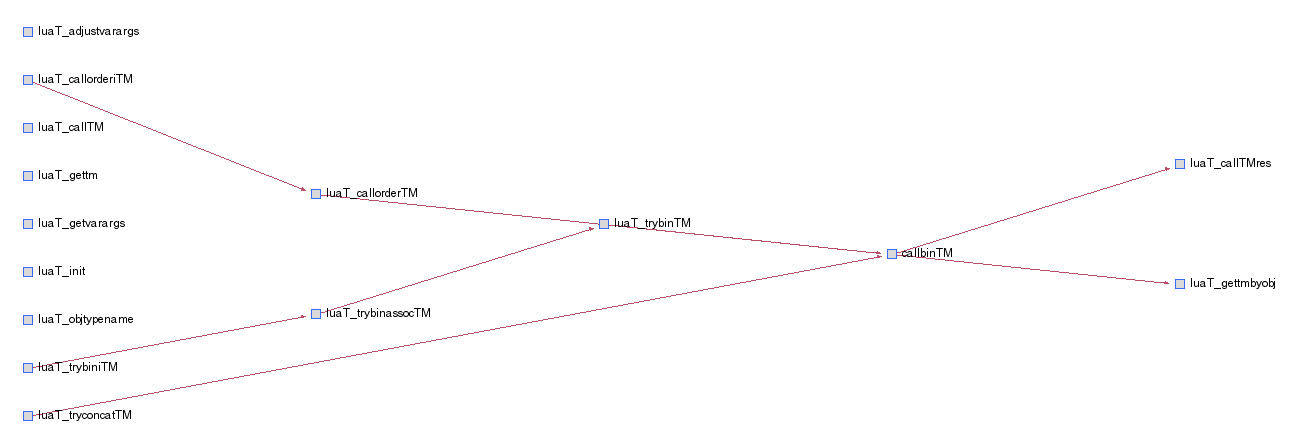 luaT_adjustvarargs
luaT_callorderiTM
luaT_callTM
luaT_gettm
luaT_getvarargs
luaT_init
luaT_objtypename
luaT_trybiniTM
luaT_tryconcatTM
luaT_callorderTM
luaT_trybinassocTM
luaT_trybinTM
callbinTM
luaT_callTMres
luaT_gettmbyobj